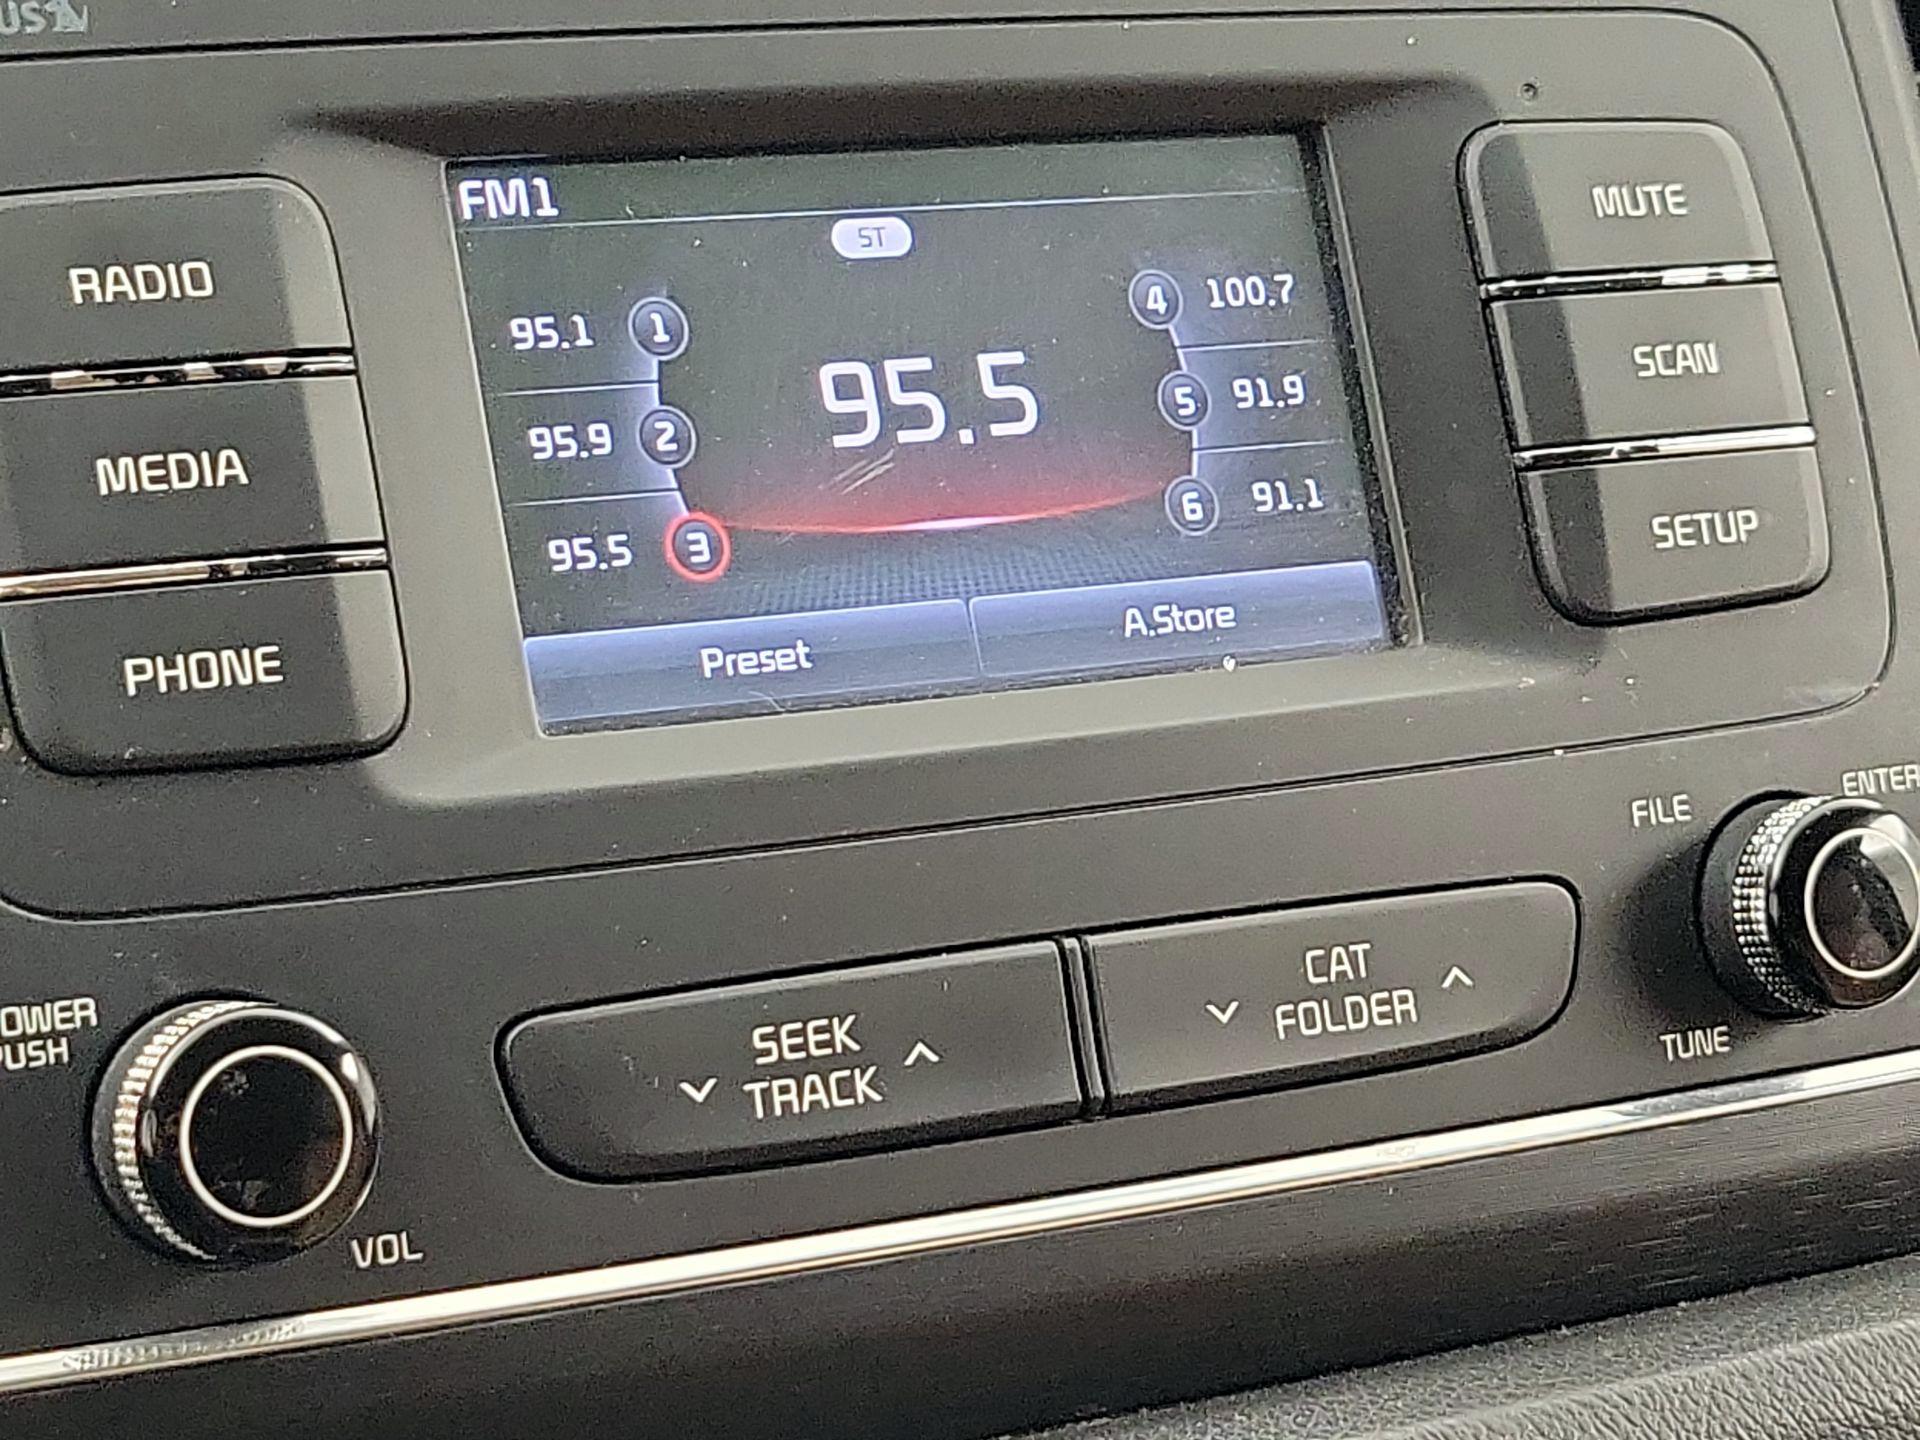 FM1
ST
95.1 1
95.9 2
95.5 3
95.5
4 100.7
5 91.9
6 91.1
Preset
A.Store
RADIO
MEDIA
PHONE
MUTE
SCAN
SETUP
FILE
ENTER
TUNE
SEEK
TRACK
CAT
FOLDER
VOL